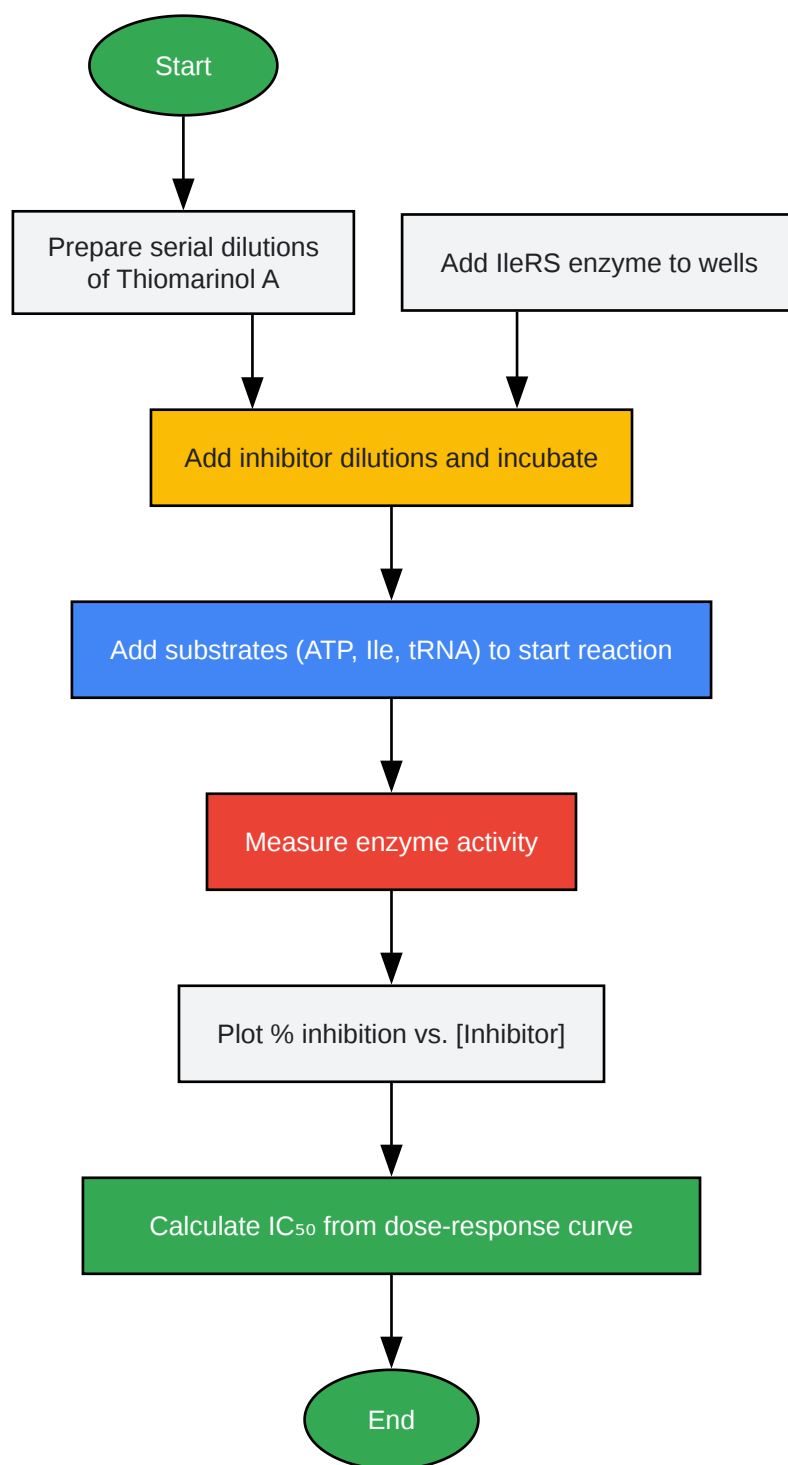 Start
Prepare serial dilutions
of Thiomarinol A
Add IleRS enzyme to wells
Add inhibitor dilutions and incubate
Add substrates (ATP, Ile, tRNA) to start reaction
Measure enzyme activity
Plot % inhibition vs. [Inhibitor]
Calculate IC₅₀ from dose-response curve
End